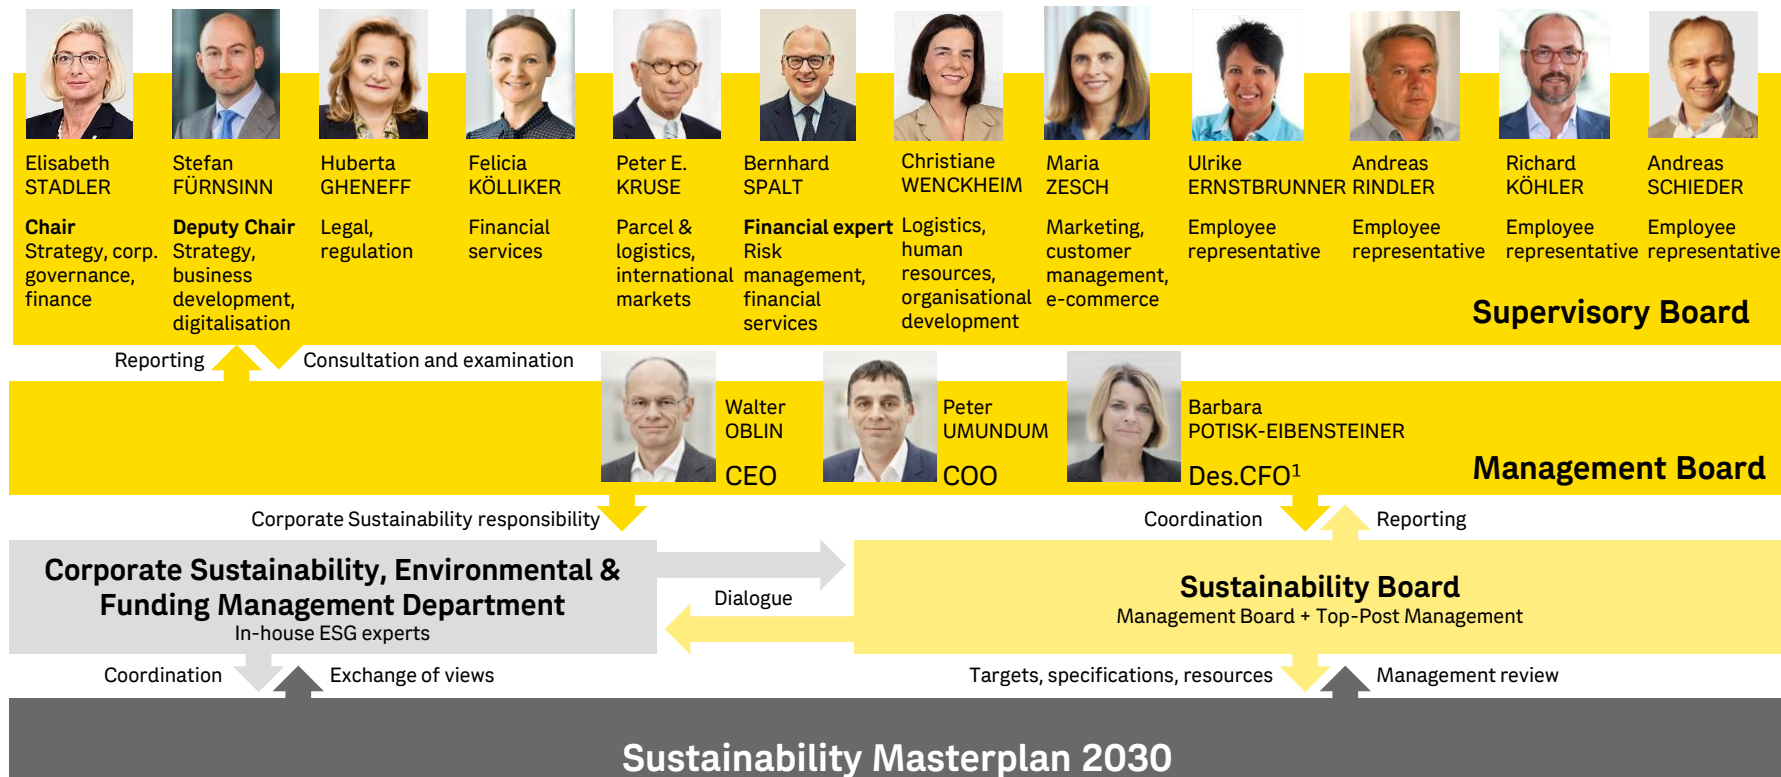 Elisabeth
STADLER
Chair
Strategy, corp.
governance,
finance
Stefan
FÜRNSINN
Deputy Chair
Strategy,
business
development,
digitalisation
Huberta
GHENEFF
Legal,
regulation
Felicia
KÖLLIKER
Financial
services
Peter E.
KRUSE
Parcel &
logistics,
international
markets
Bernhard
SPALT
Financial expert
Risk
management,
financial
services
Christiane
WENCKHEIM
Logistics,
human
resources,
organisational
development
Maria
ZESCH
Marketing,
customer
management,
e-commerce
Ulrike
ERNSTBRUNNER
Employee
representative
Andreas
RINDLER
Employee
representative
Richard
KÖHLER
Employee
representative
Andreas
SCHIEDER
Employee
representative
Supervisory Board
Reporting
Consultation and examination
Walter
OBLIN
CEO
Peter
UMUNDUM
COO
Barbara
POTISK-EIBENSTEINER
Des.CFO¹
Management Board
Corporate Sustainability responsibility
Coordination
Reporting
Corporate Sustainability, Environmental &
Funding Management Department
In-house ESG experts
Dialogue
Sustainability Board
Management Board + Top-Post Management
Coordination
Exchange of views
Targets, specifications, resources
Management review
Sustainability Masterplan 2030